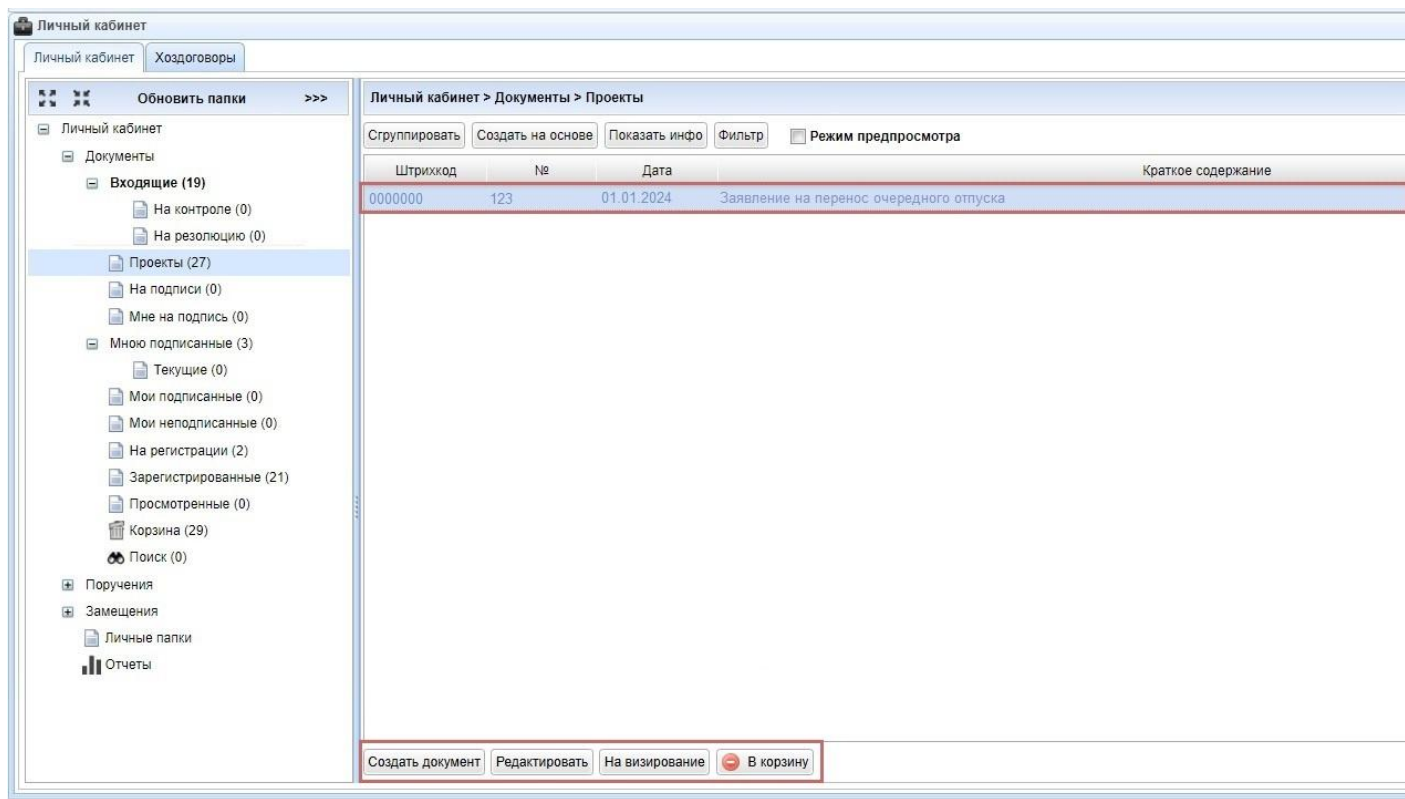 Личный кабинет
Личный кабинет Хоздоговоры
Обновить папки >>>
Личный кабинет
Документы
Входящие (19)
На контроле (0)
На резолюцию (0)
Проекты (27)
На подписи (0)
Мне на подпись (0)
Мною подписанные (3)
Текущие (0)
Мои подписанные (0)
Мои неподписанные (0)
На регистрации (2)
Зарегистрированные (21)
Просмотренные (0)
Корзина (29)
Поиск (0)
Поручения
Замещения
Личные папки
Отчеты
Личный кабинет > Документы > Проекты
Сгруппировать Создать на основе Показать инфо Фильтр Режим предпросмотра
Штрихкод № Дата Краткое содержание
0000000 123 01.01.2024 Заявление на перенос очередного отпуска
Создать документ Редактировать На визирование В корзину